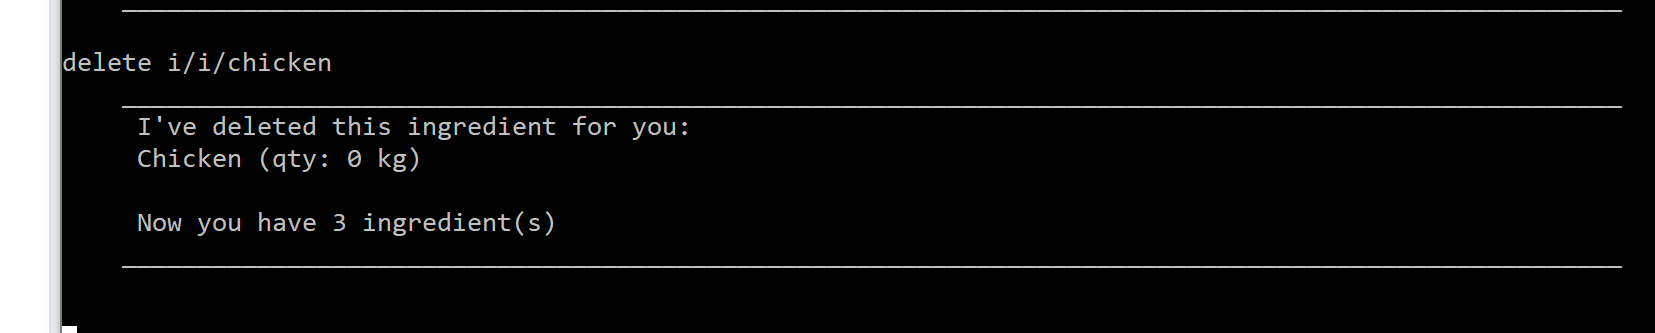 delete i/i/chicken
I've deleted this ingredient for you:
Chicken (qty: 0 kg)
Now you have 3 ingredient(s)